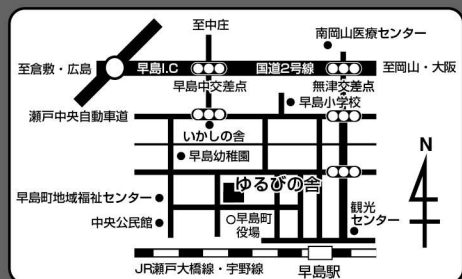 至中庄
南岡山医療センター
至倉敷・広島
早島I.C
国道2号線
至岡山・大阪
早島中交差点
無津交差点
早島小学校
瀬戸中央自動車道
いかしの舎
早島幼稚園
N
ゆるびの舎
早島町地域福祉センター
中央公民館
早島町
役場
観光
センター
JR瀬戸大橋線・宇野線
早島駅